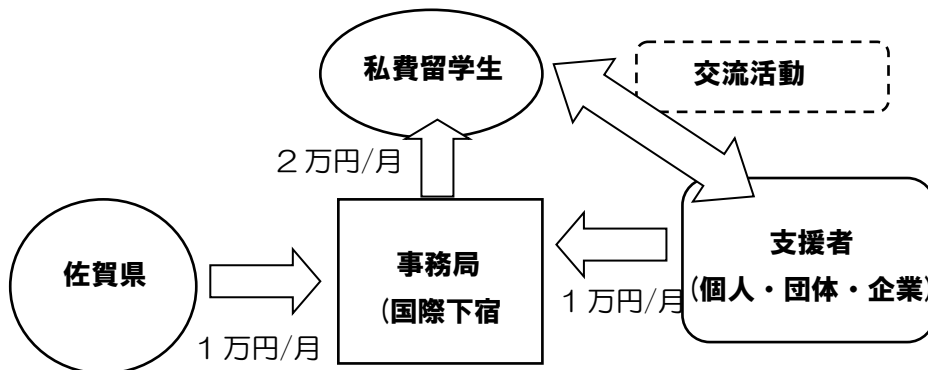 私費留学生
交流活動
２万円/月
佐賀県
事務局
(国際下宿
支援者
(個人・団体・企業)
１万円/月
１万円/月